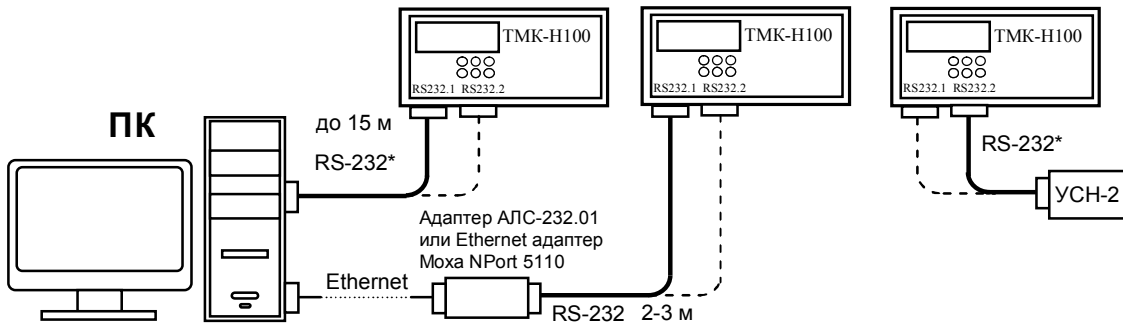 ТМК-Н100
RS232.1 RS232.2
ТМК-Н100
RS232.1 RS232.2
ТМК-Н100
RS232.1 RS232.2
ПК
до 15 м
RS-232*
RS-232*
УСН-2
Адаптер АЛС-232.01
или Ethernet адаптер
Moxa NPort 5110
Ethernet
RS-232 2-3 м